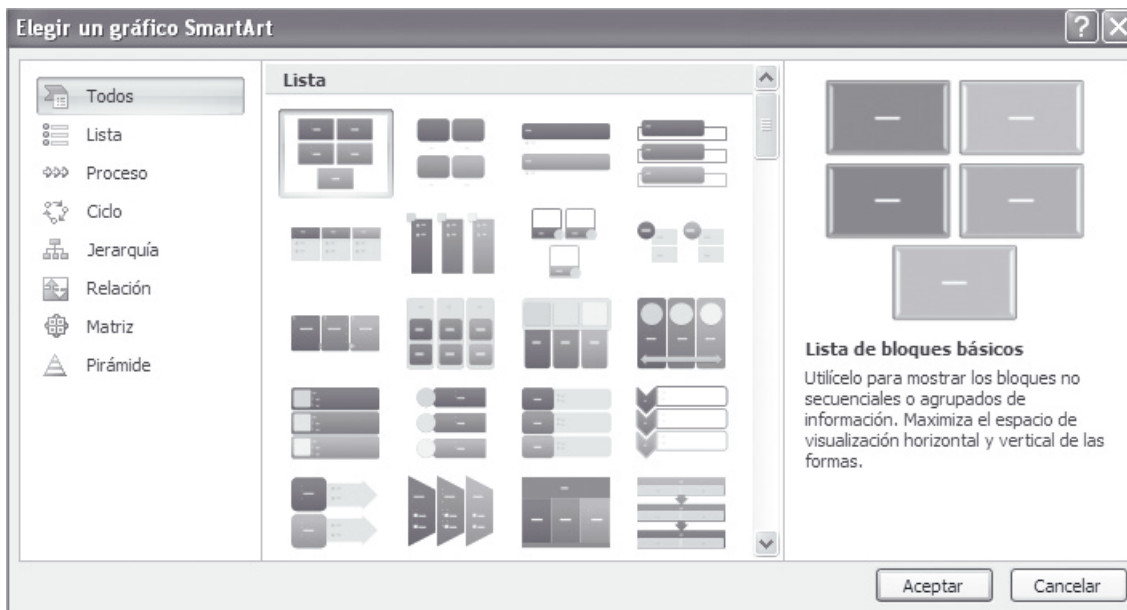 Elegir un gráfico SmartArt
Todos
Lista
Proceso
Ciclo
Jerarquía
Relación
Matriz
Pirámide
Lista
Lista de bloques básicos
Utilícelo para mostrar los bloques no
secuenciales o agrupados de
información. Maximiza el espacio de
visualización horizontal y vertical de las
formas.
Aceptar
Cancelar